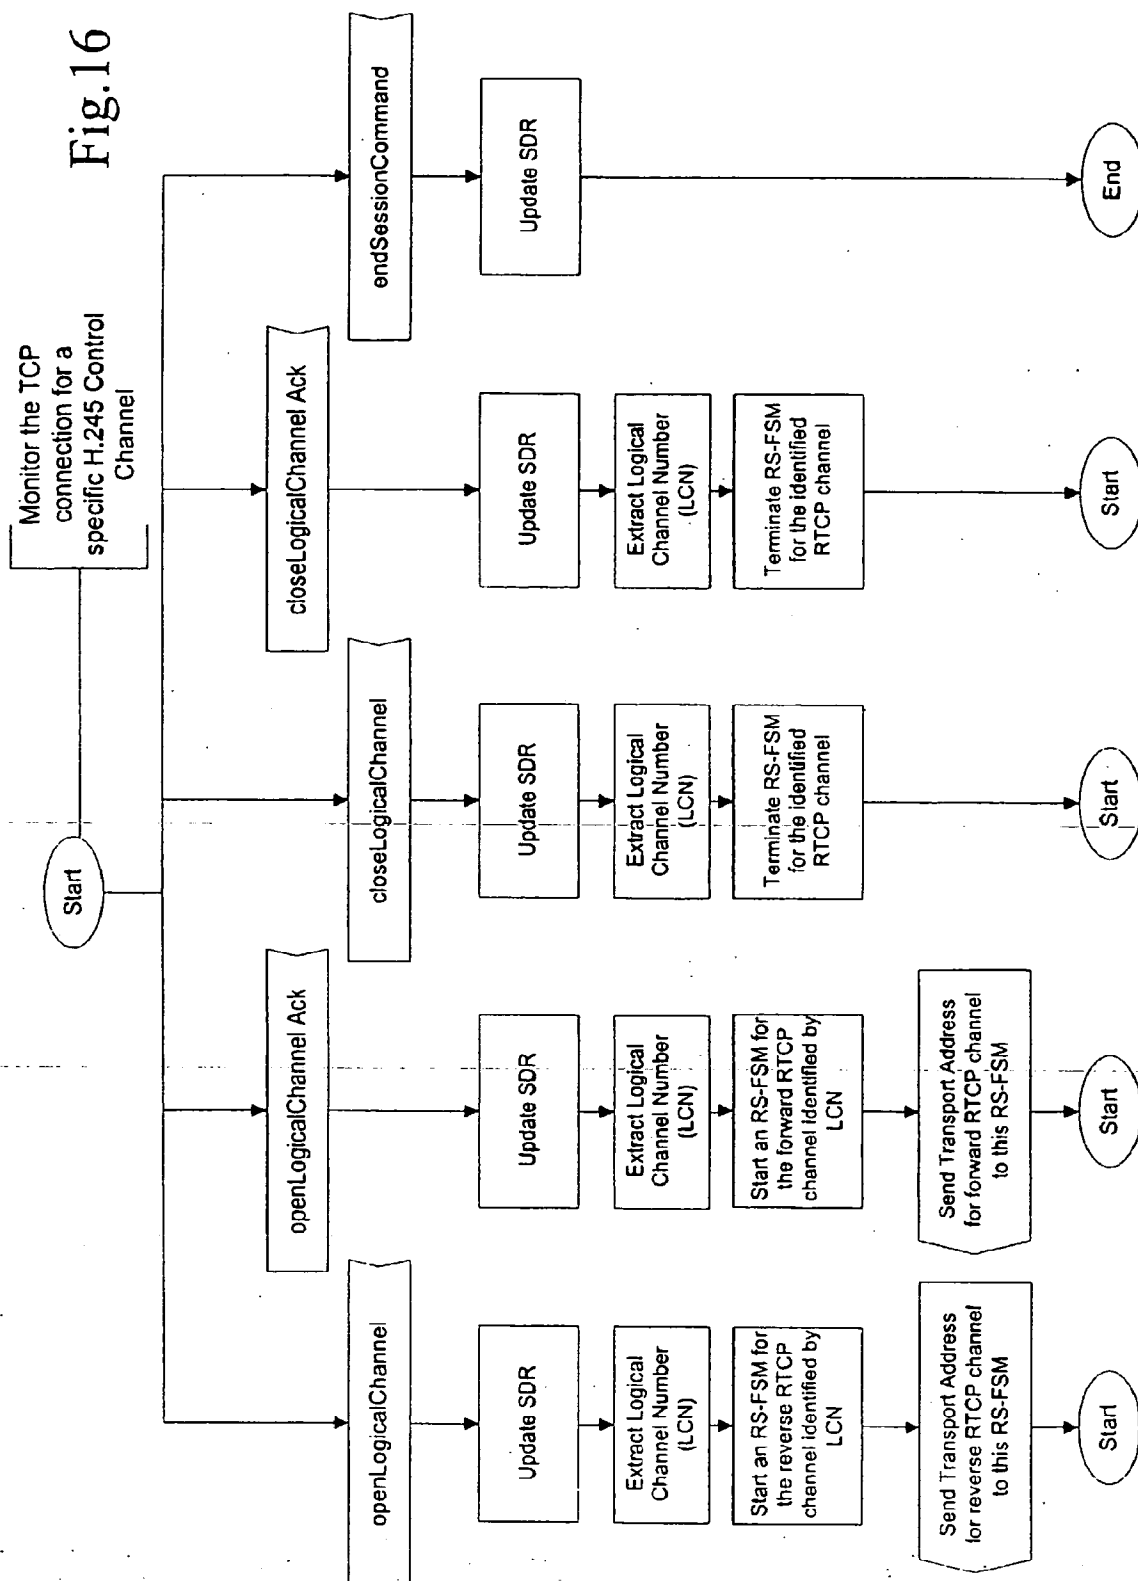 Fig.16
Monitor the TCP
connection for a
specific H.245 Control
Channel
Start
openLogicalChannel
Update SDR
Extract Logical
Channel Number
(LCN)
Start an RS-FSM for
the reverse RTCP
channel identified by
LCN
Send Transport Address
for reverse RTCP channel
to this RS-FSM
Start
openLogicalChannel Ack
Update SDR
Extract Logical
Channel Number
(LCN)
Start an RS-FSM for
the forward RTCP
channel identified by
LCN
Send Transport Address
for forward RTCP channel
to this RS-FSM
Start
closeLogicalChannel
Update SDR
Extract Logical
Channel Number
(LCN)
Terminate RS-FSM
for the identified
RTCP channel
Start
closeLogicalChannel Ack
Update SDR
Extract Logical
Channel Number
(LCN)
Terminate RS-FSM
for the identified
RTCP channel
Start
endSessionCommand
Update SDR
End